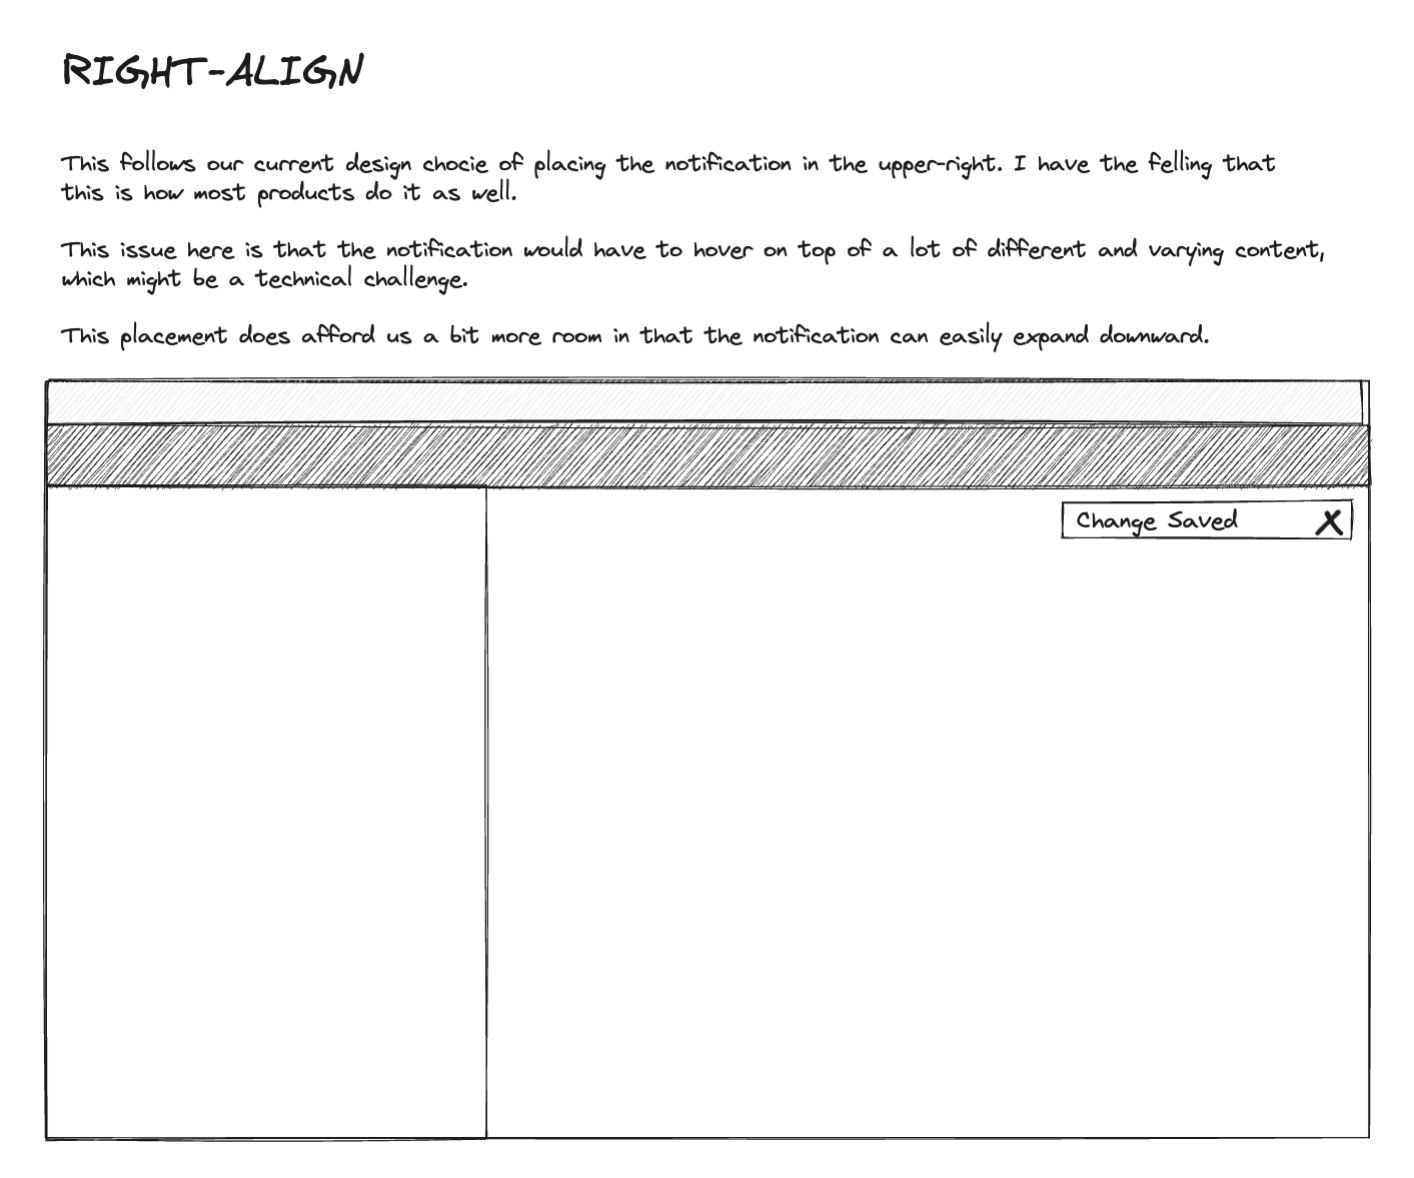 RIGHT-ALIGN
This follows our current design chocie of placing the notification in the upper-right. I have the felling that
this is how most products do it as well.
This issue here is that the notification would have to hover on top of a lot of different and varying content,
which might be a technical challenge.
This placement does afford us a bit more room in that the notification can easily expand downward.
Change Saved X